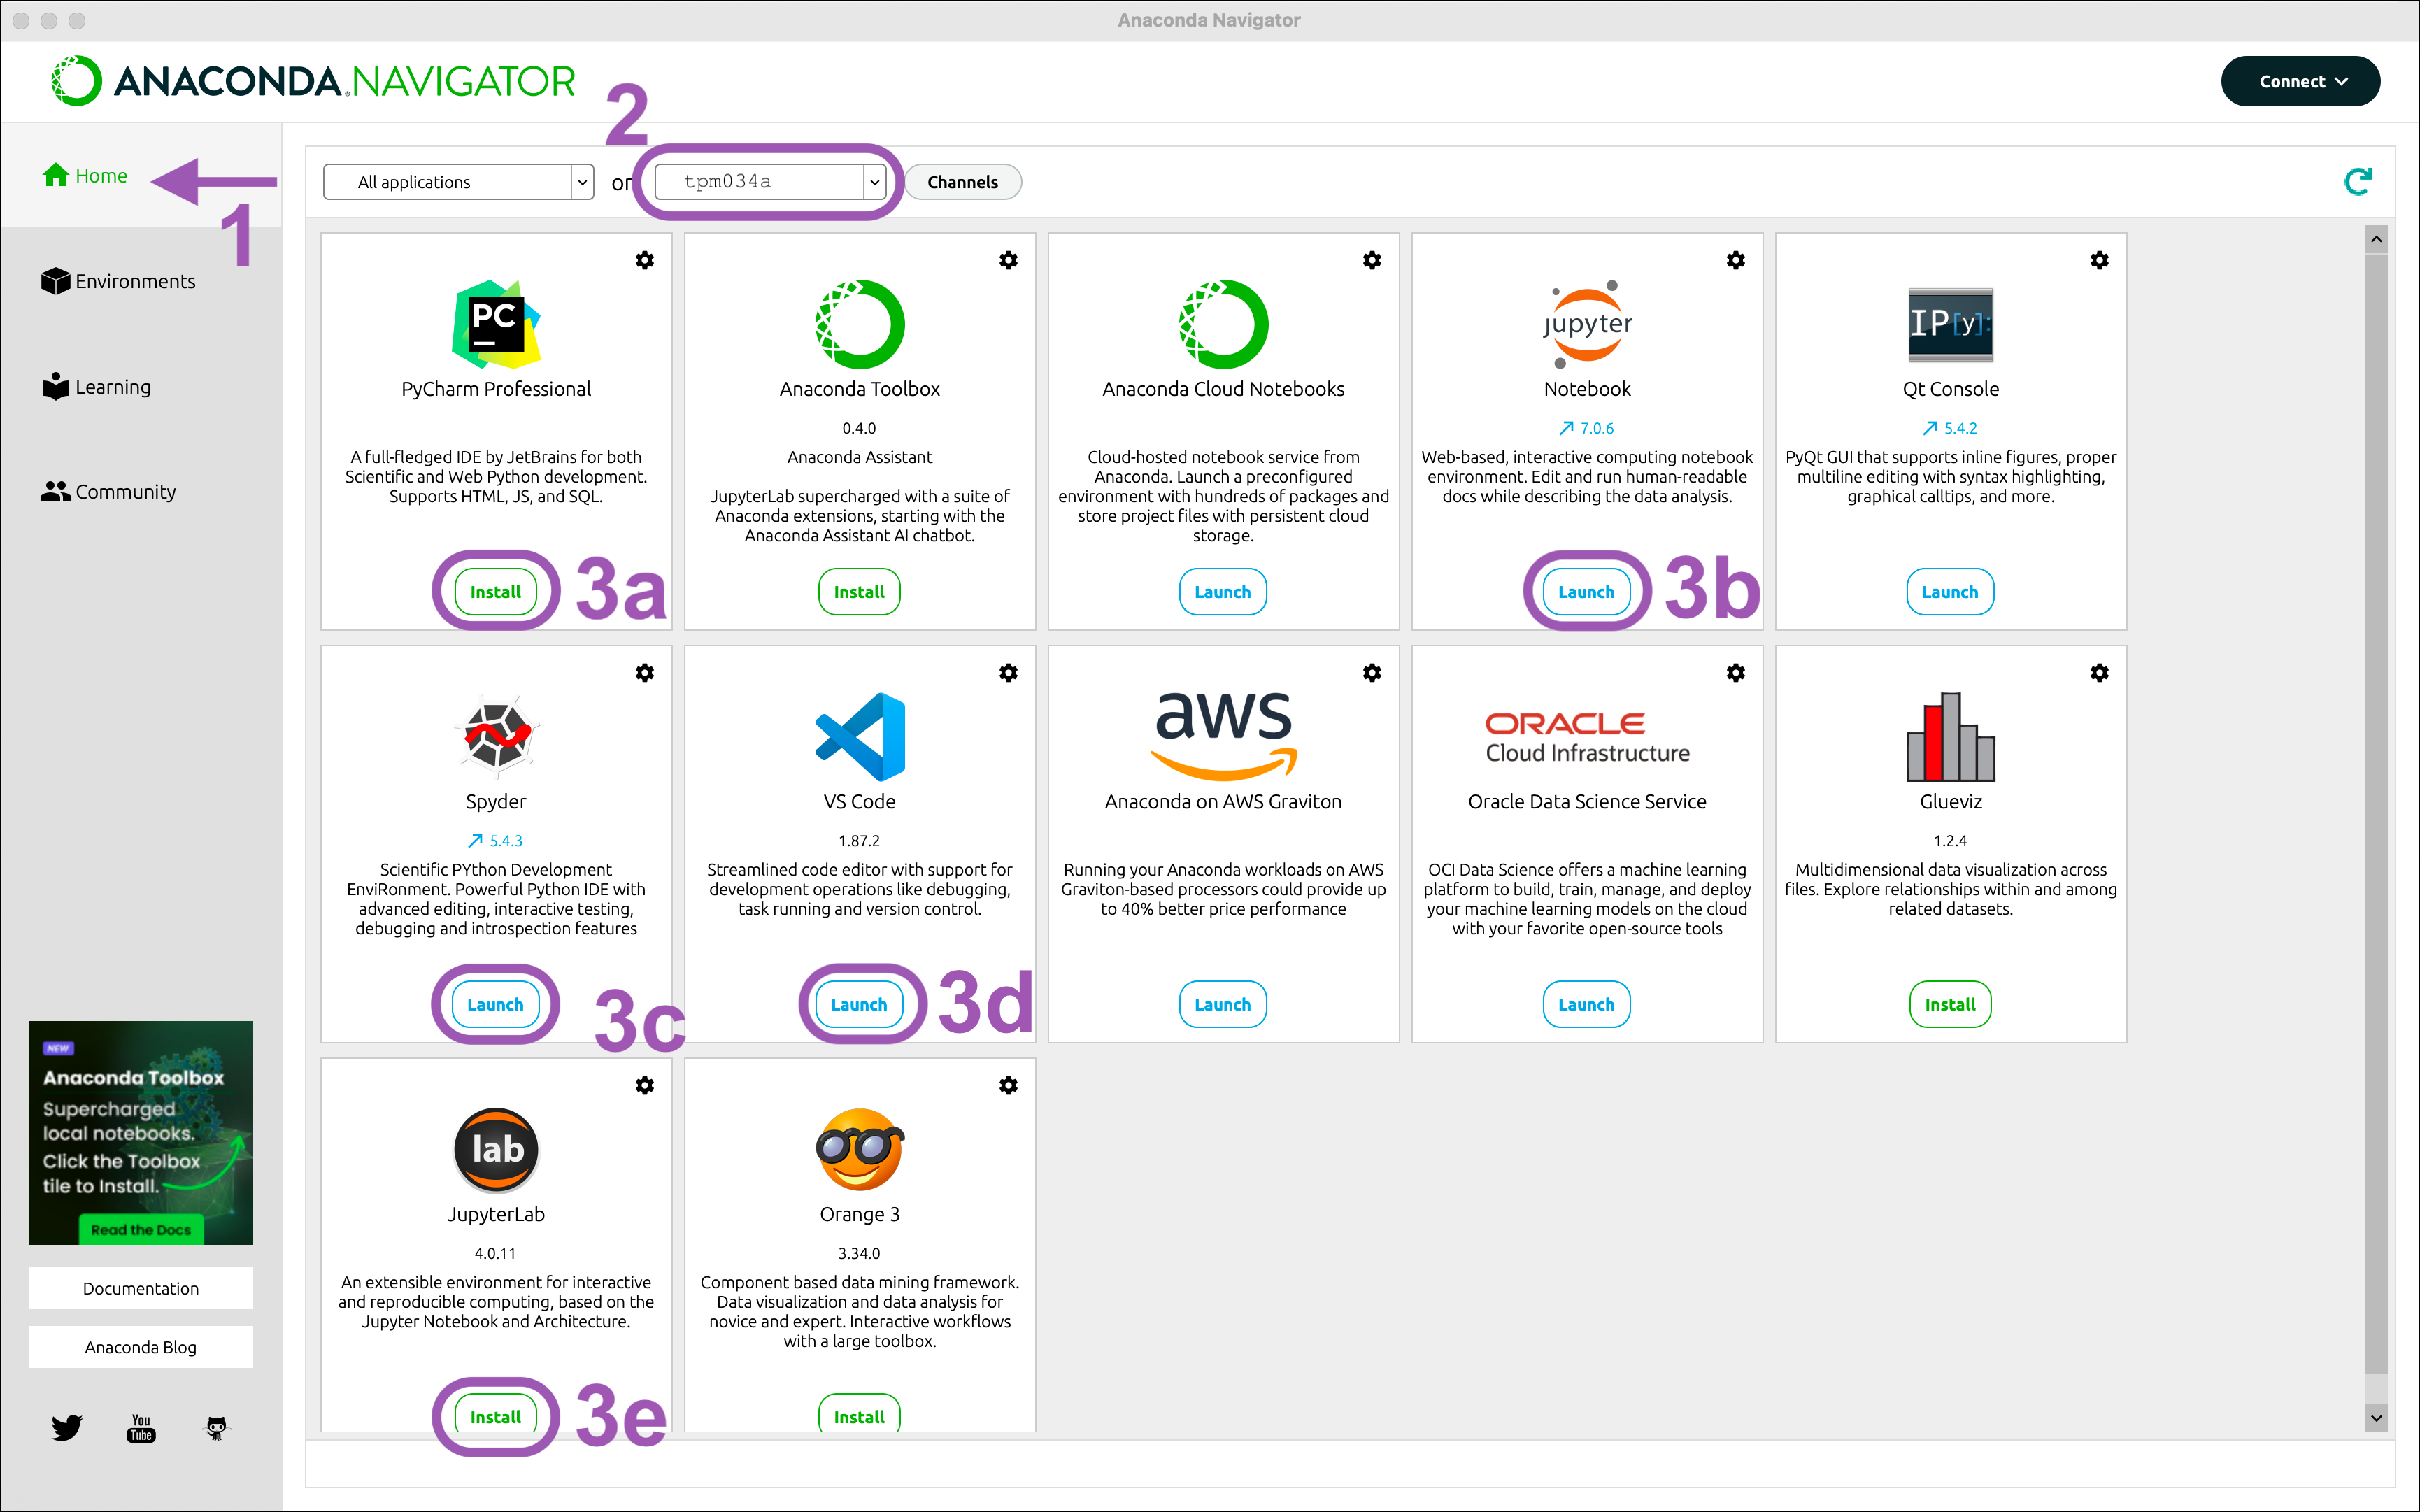 Anaconda Navigator
ANACONDA.NAVIGATOR
Connect
2
Home
1
Environments
Learning
Community
All applications
on
tpm034a
Channels
PC
PyCharm Professional
A full-fledged IDE by JetBrains for both
Scientific and Web Python development.
Supports HTML, JS, and SQL.
Install
3a
Anaconda Toolbox
0.4.0
Anaconda Assistant
JupyterLab supercharged with a suite of
Anaconda extensions, starting with the
Anaconda Assistant AI chatbot.
Install
Anaconda Cloud Notebooks
Cloud-hosted notebook service from
Anaconda. Launch a preconfigured
environment with hundreds of packages and
store project files with persistent cloud
storage.
Launch
jupyter
Notebook
7.0.6
Web-based, interactive computing notebook
environment. Edit and run human-readable
docs while describing the data analysis.
Launch
3b
IP[y]:
Qt Console
5.4.2
PyQt GUI that supports inline figures, proper
multiline editing with syntax highlighting,
graphical calltips, and more.
Launch
Spyder
5.4.3
Scientific PYthon Development
EnviRonment. Powerful Python IDE with
advanced editing, interactive testing,
debugging and introspection features
Launch
3c
VS Code
1.87.2
Streamlined code editor with support for
development operations like debugging,
task running and version control.
Launch
3d
aws
Anaconda on AWS Graviton
Running your Anaconda workloads on AWS
Graviton-based processors could provide up
to 40% better price performance
Launch
ORACLE
Cloud Infrastructure
Oracle Data Science Service
OCI Data Science offers a machine learning
platform to build, train, manage, and deploy
your machine learning models on the cloud
with your favorite open-source tools
Launch
Glueviz
1.2.4
Multidimensional data visualization across
files. Explore relationships within and among
related datasets.
Install
lab
JupyterLab
4.0.11
An extensible environment for interactive
and reproducible computing, based on the
Jupyter Notebook and Architecture.
Install
3e
Orange 3
3.34.0
Component based data mining framework.
Data visualization and data analysis for
novice and expert. Interactive workflows
with a large toolbox.
Install
NEW
Anaconda Toolbox
Supercharged
local notebooks.
Click the Toolbox
tile to Install.
Read the Docs
Documentation
Anaconda Blog
You
Tube